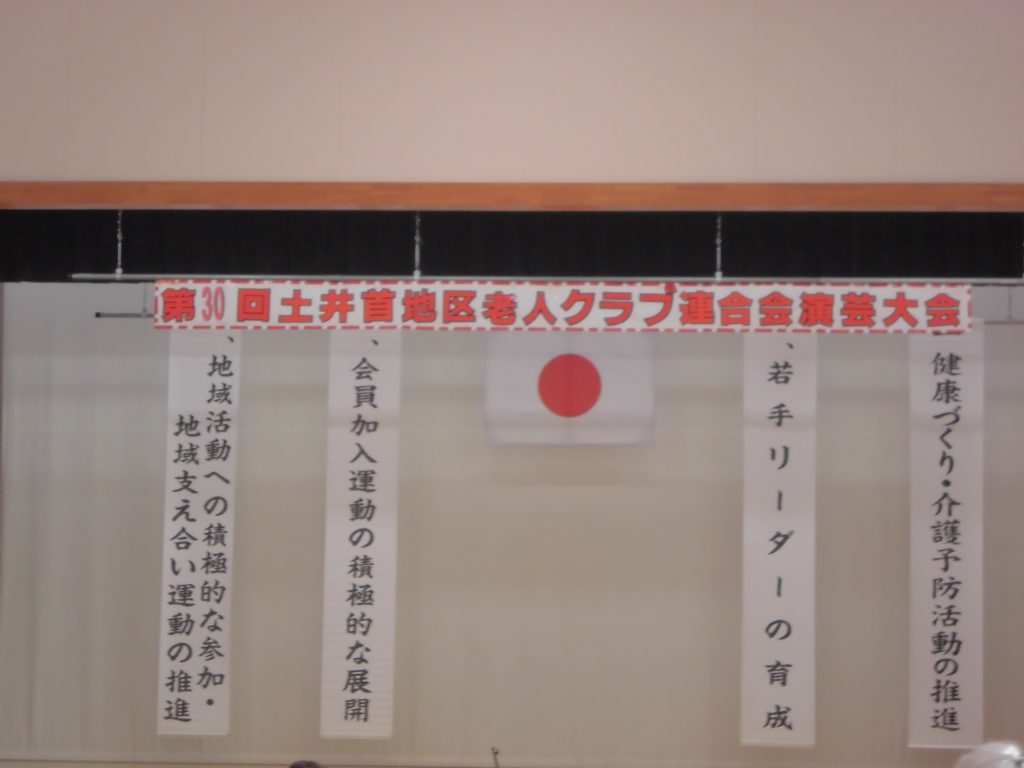 第30回土井首地区老人クラブ連合会演芸大会
健康づくり・介護予防活動の推進
、若手リーダーの育成
、会員加入運動の積極的な展開
、地域活動への積極的な参加・
地域支え合い運動の推進